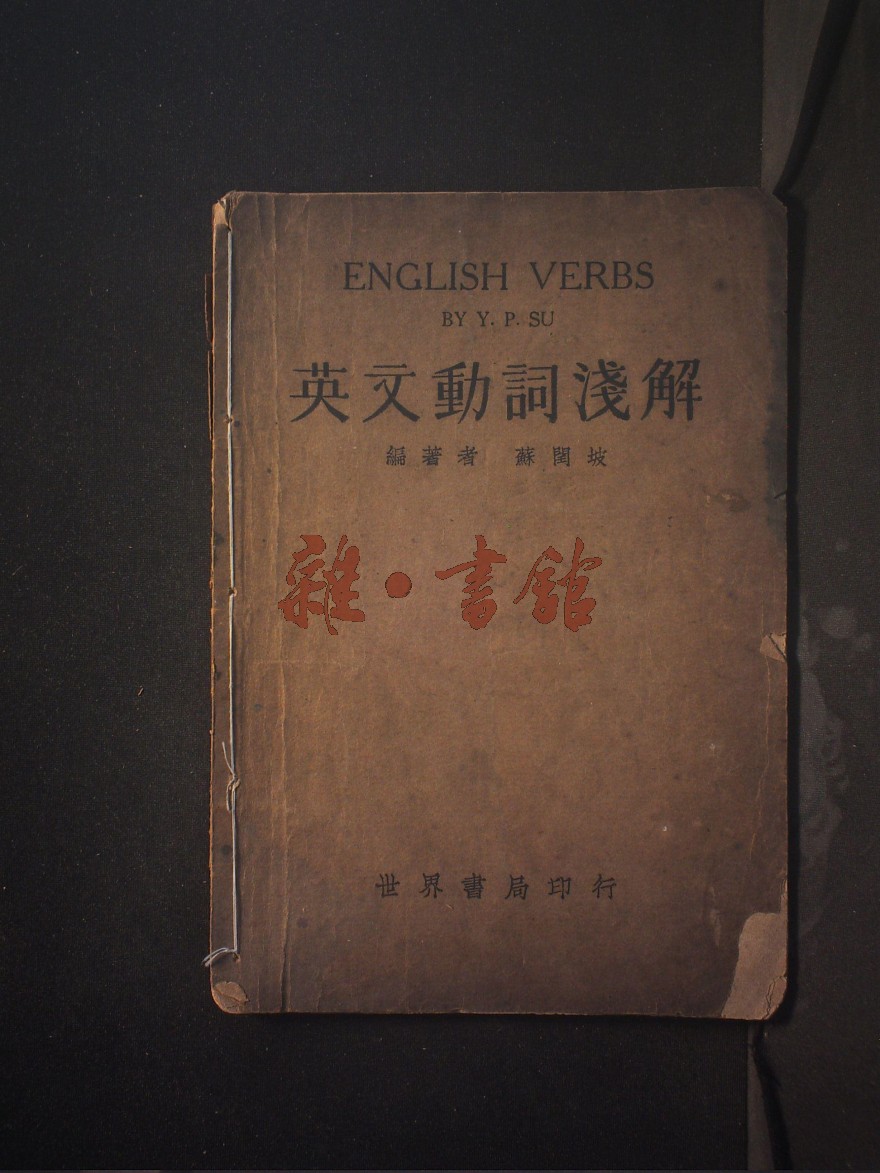 ENGLISH VERBS
BY Y. P. SU
英文動詞淺解
編著者 蘇閏坡
雜·書館
世界書局印行